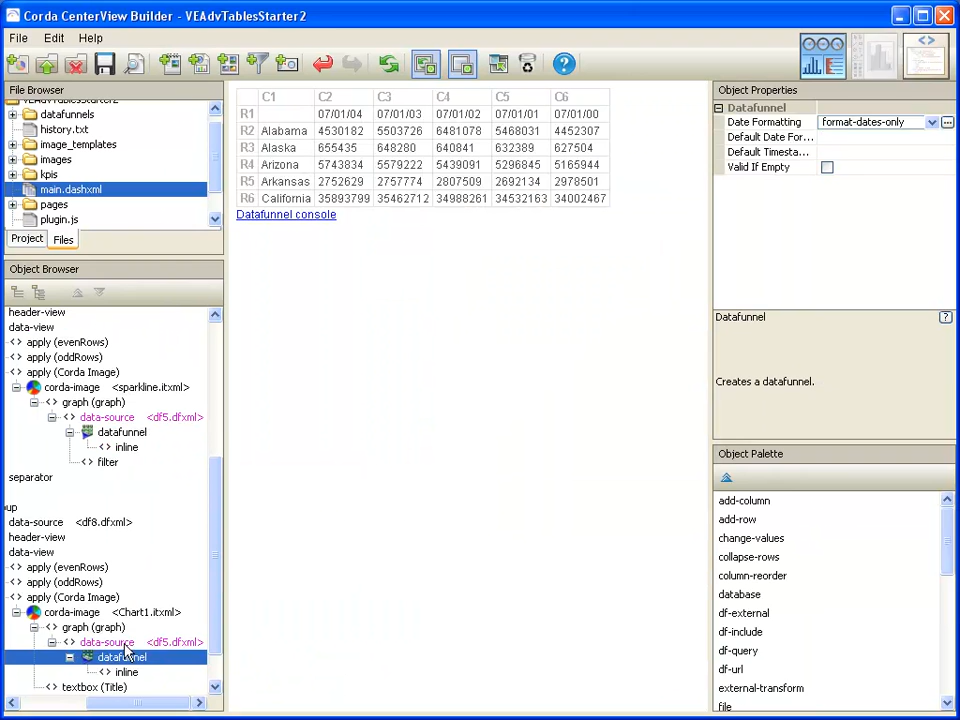 Corda CenterView Builder - VEAdvTablesStarter2
File Edit Help
File Browser
VEAdvTablesStarter2
datafunnels
history.txt
image_templates
images
kpis
main.dashxml
pages
plugin.js
Project Files
Object Browser
header-view
data-view
<> apply (evenRows)
<> apply (oddRows)
<> apply (Corda Image)
corda-image <sparkline.itxml>
<> graph (graph)
<> data-source <df5.dfxml>
datafunnel
<> inline
<> filter
separator
oup
data-source <df8.dfxml>
header-view
data-view
<> apply (evenRows)
<> apply (oddRows)
<> apply (Corda Image)
corda-image <Chart1.itxml>
<> graph (graph)
<> data-source <df5.dfxml>
datafunnel
<> inline
<> textbox (Title)
C1 C2 C3 C4 C5 C6
R1 07/01/04 07/01/03 07/01/02 07/01/01 07/01/00
R2 Alabama 4530182 5503726 6481078 5468031 4452307
R3 Alaska 655435 648280 640841 632389 627504
R4 Arizona 5743834 5579222 5439091 5296845 5165944
R5 Arkansas 2752629 2757774 2807509 2692134 2978501
R6 California 35893799 35462712 34988261 34532163 34002467
Datafunnel console
Object Properties
Datafunnel
Date Formatting format-dates-only
Default Date For...
Default Timesta...
Valid If Empty
Datafunnel
Creates a datafunnel.
Object Palette
add-column
add-row
change-values
collapse-rows
column-reorder
database
df-external
df-include
df-query
df-url
external-transform
file